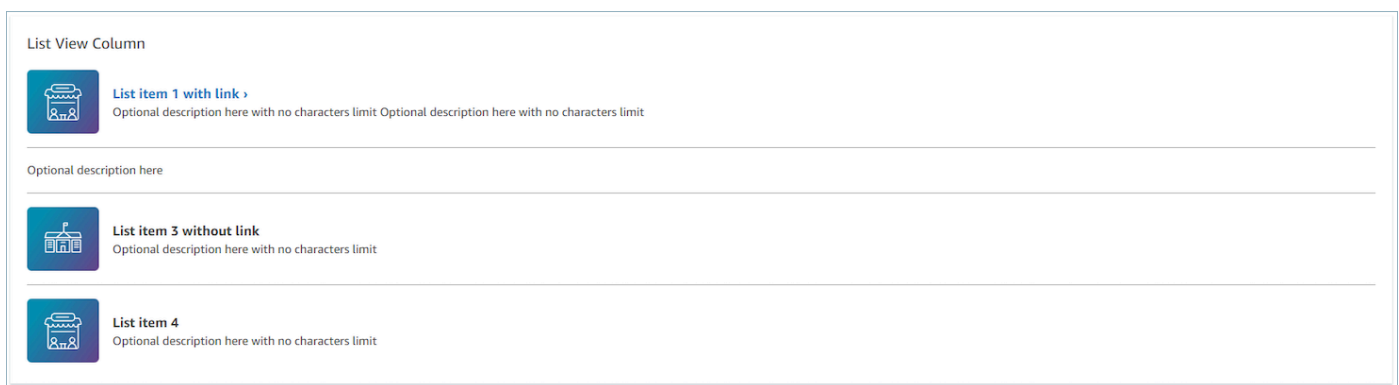 List View Column
List item 1 with link ›
Optional description here with no characters limit Optional description here with no characters limit
Optional description here
List item 3 without link
Optional description here with no characters limit
List item 4
Optional description here with no characters limit